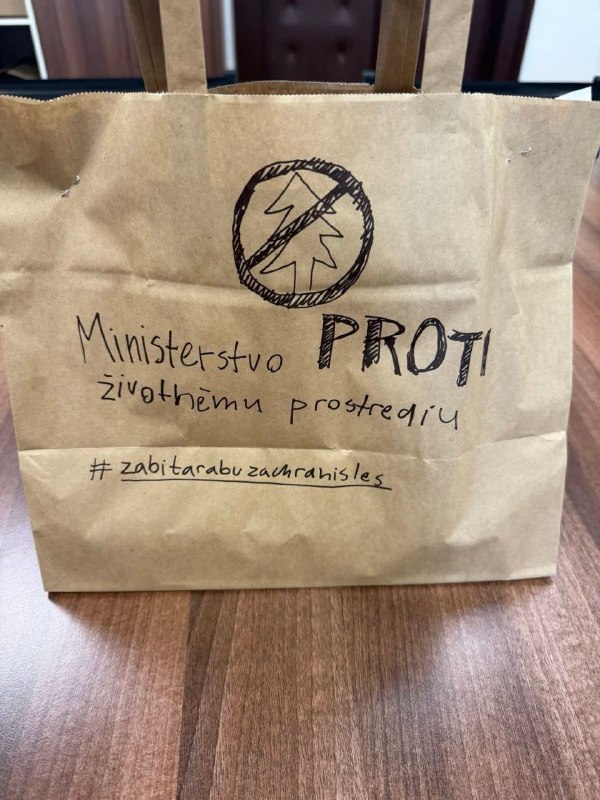 Ministerstvo PROTI
životnému prostrediu
#zabitarabuzachranisles